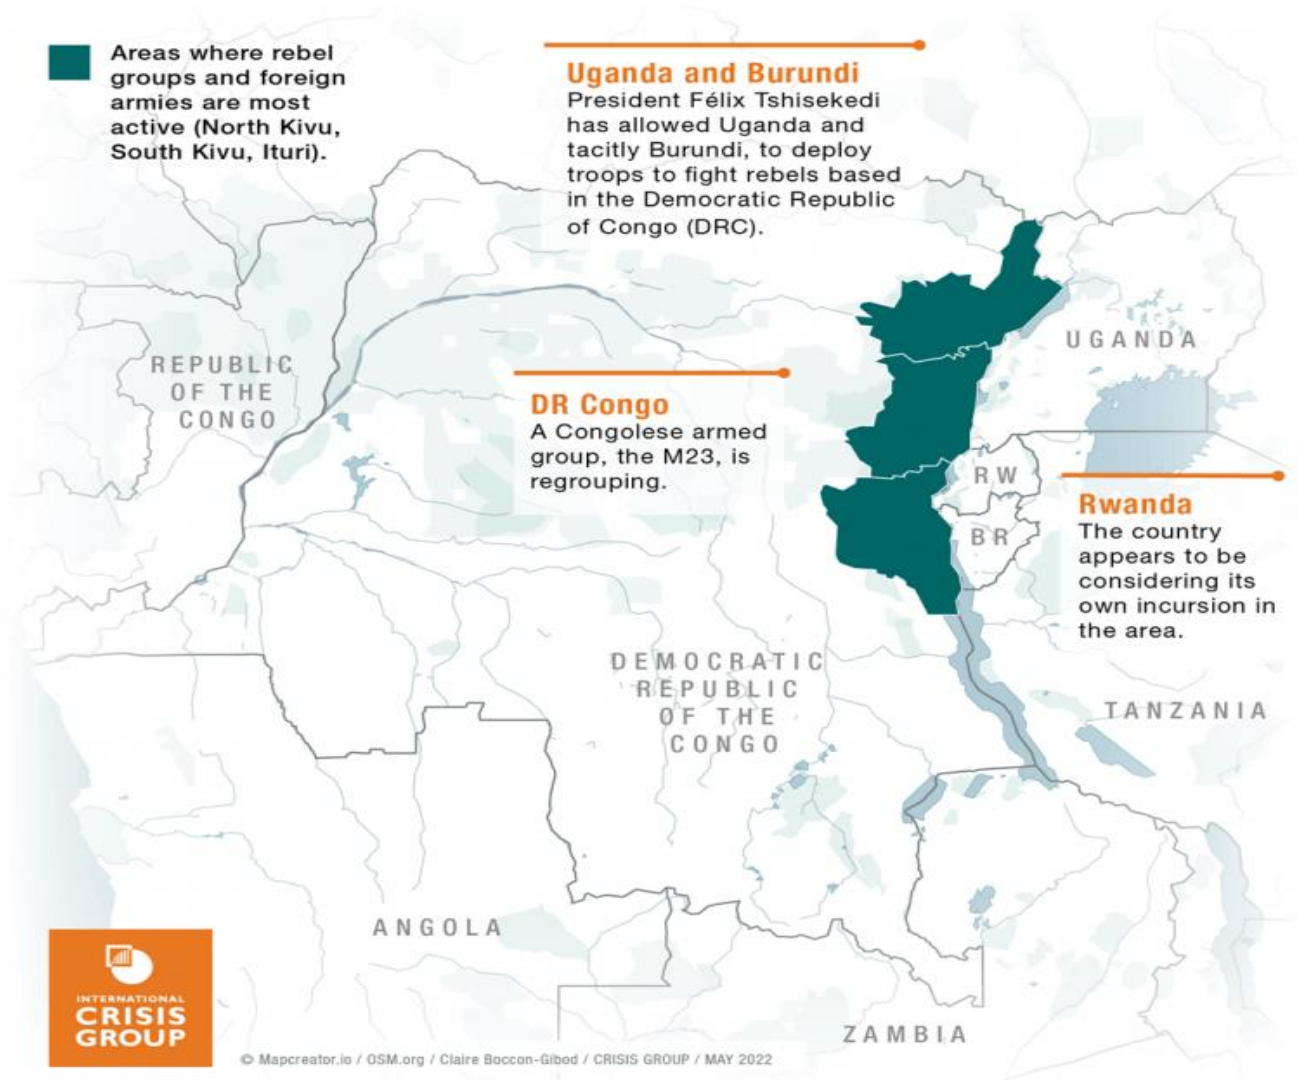 Areas where rebel
groups and foreign
armies are most
active (North Kivu,
South Kivu, Ituri).
Uganda and Burundi
President Félix Tshisekedi
has allowed Uganda and
tacitly Burundi, to deploy
troops to fight rebels based
in the Democratic Republic
of Congo (DRC).
UGANDA
REPUBLIC
OF THE
CONGO
DR Congo
A Congolese armed
group, the M23, is
regrouping.
RW
BR
Rwanda
The country
appears to be
considering its
own incursion in
the area.
DEMOCRATIC
REPUBLIC
OF THE
CONGO
TANZANIA
ANGOLA
ZAMBIA
INTERNATIONAL
CRISIS
GROUP
© Mapcreator.io / OSM.org / Claire Boccon-Gibod / CRISIS GROUP / MAY 2022